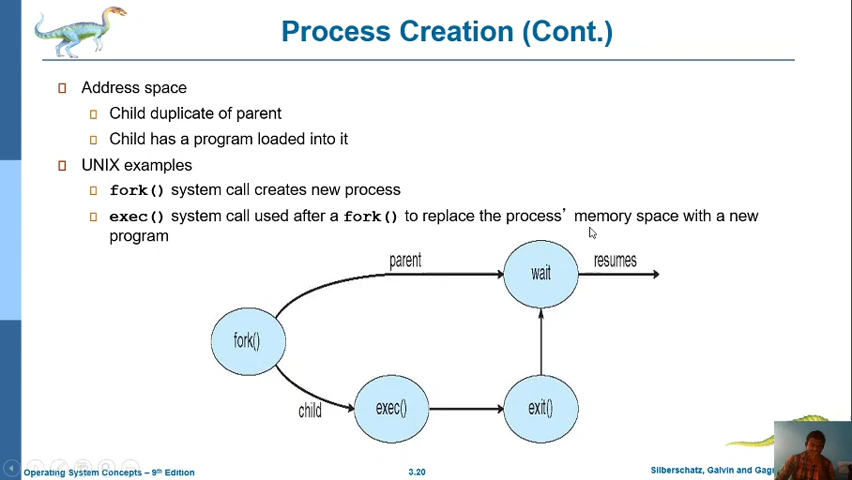 Process Creation (Cont.)
Address space
Child duplicate of parent
Child has a program loaded into it
UNIX examples
fork() system call creates new process
exec() system call used after a fork() to replace the process’ memory space with a new
program
parent
wait
resumes
fork()
child
exec()
exit()
Operating System Concepts – 9th Edition
3.20
Silberschatz, Galvin and